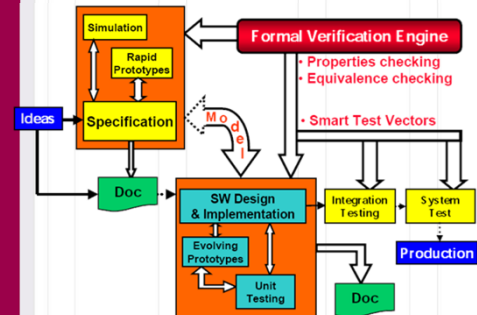 Simulation
Formal Verification Engine
Rapid
Prototypes
• Properties checking
• Equivalence checking
Ideas
Specification
Model
• Smart Test Vectors
Doc
SW Design
& Implementation
Integration
Testing
System
Test
Evolving
Prototypes
Production
Unit
Testing
Doc